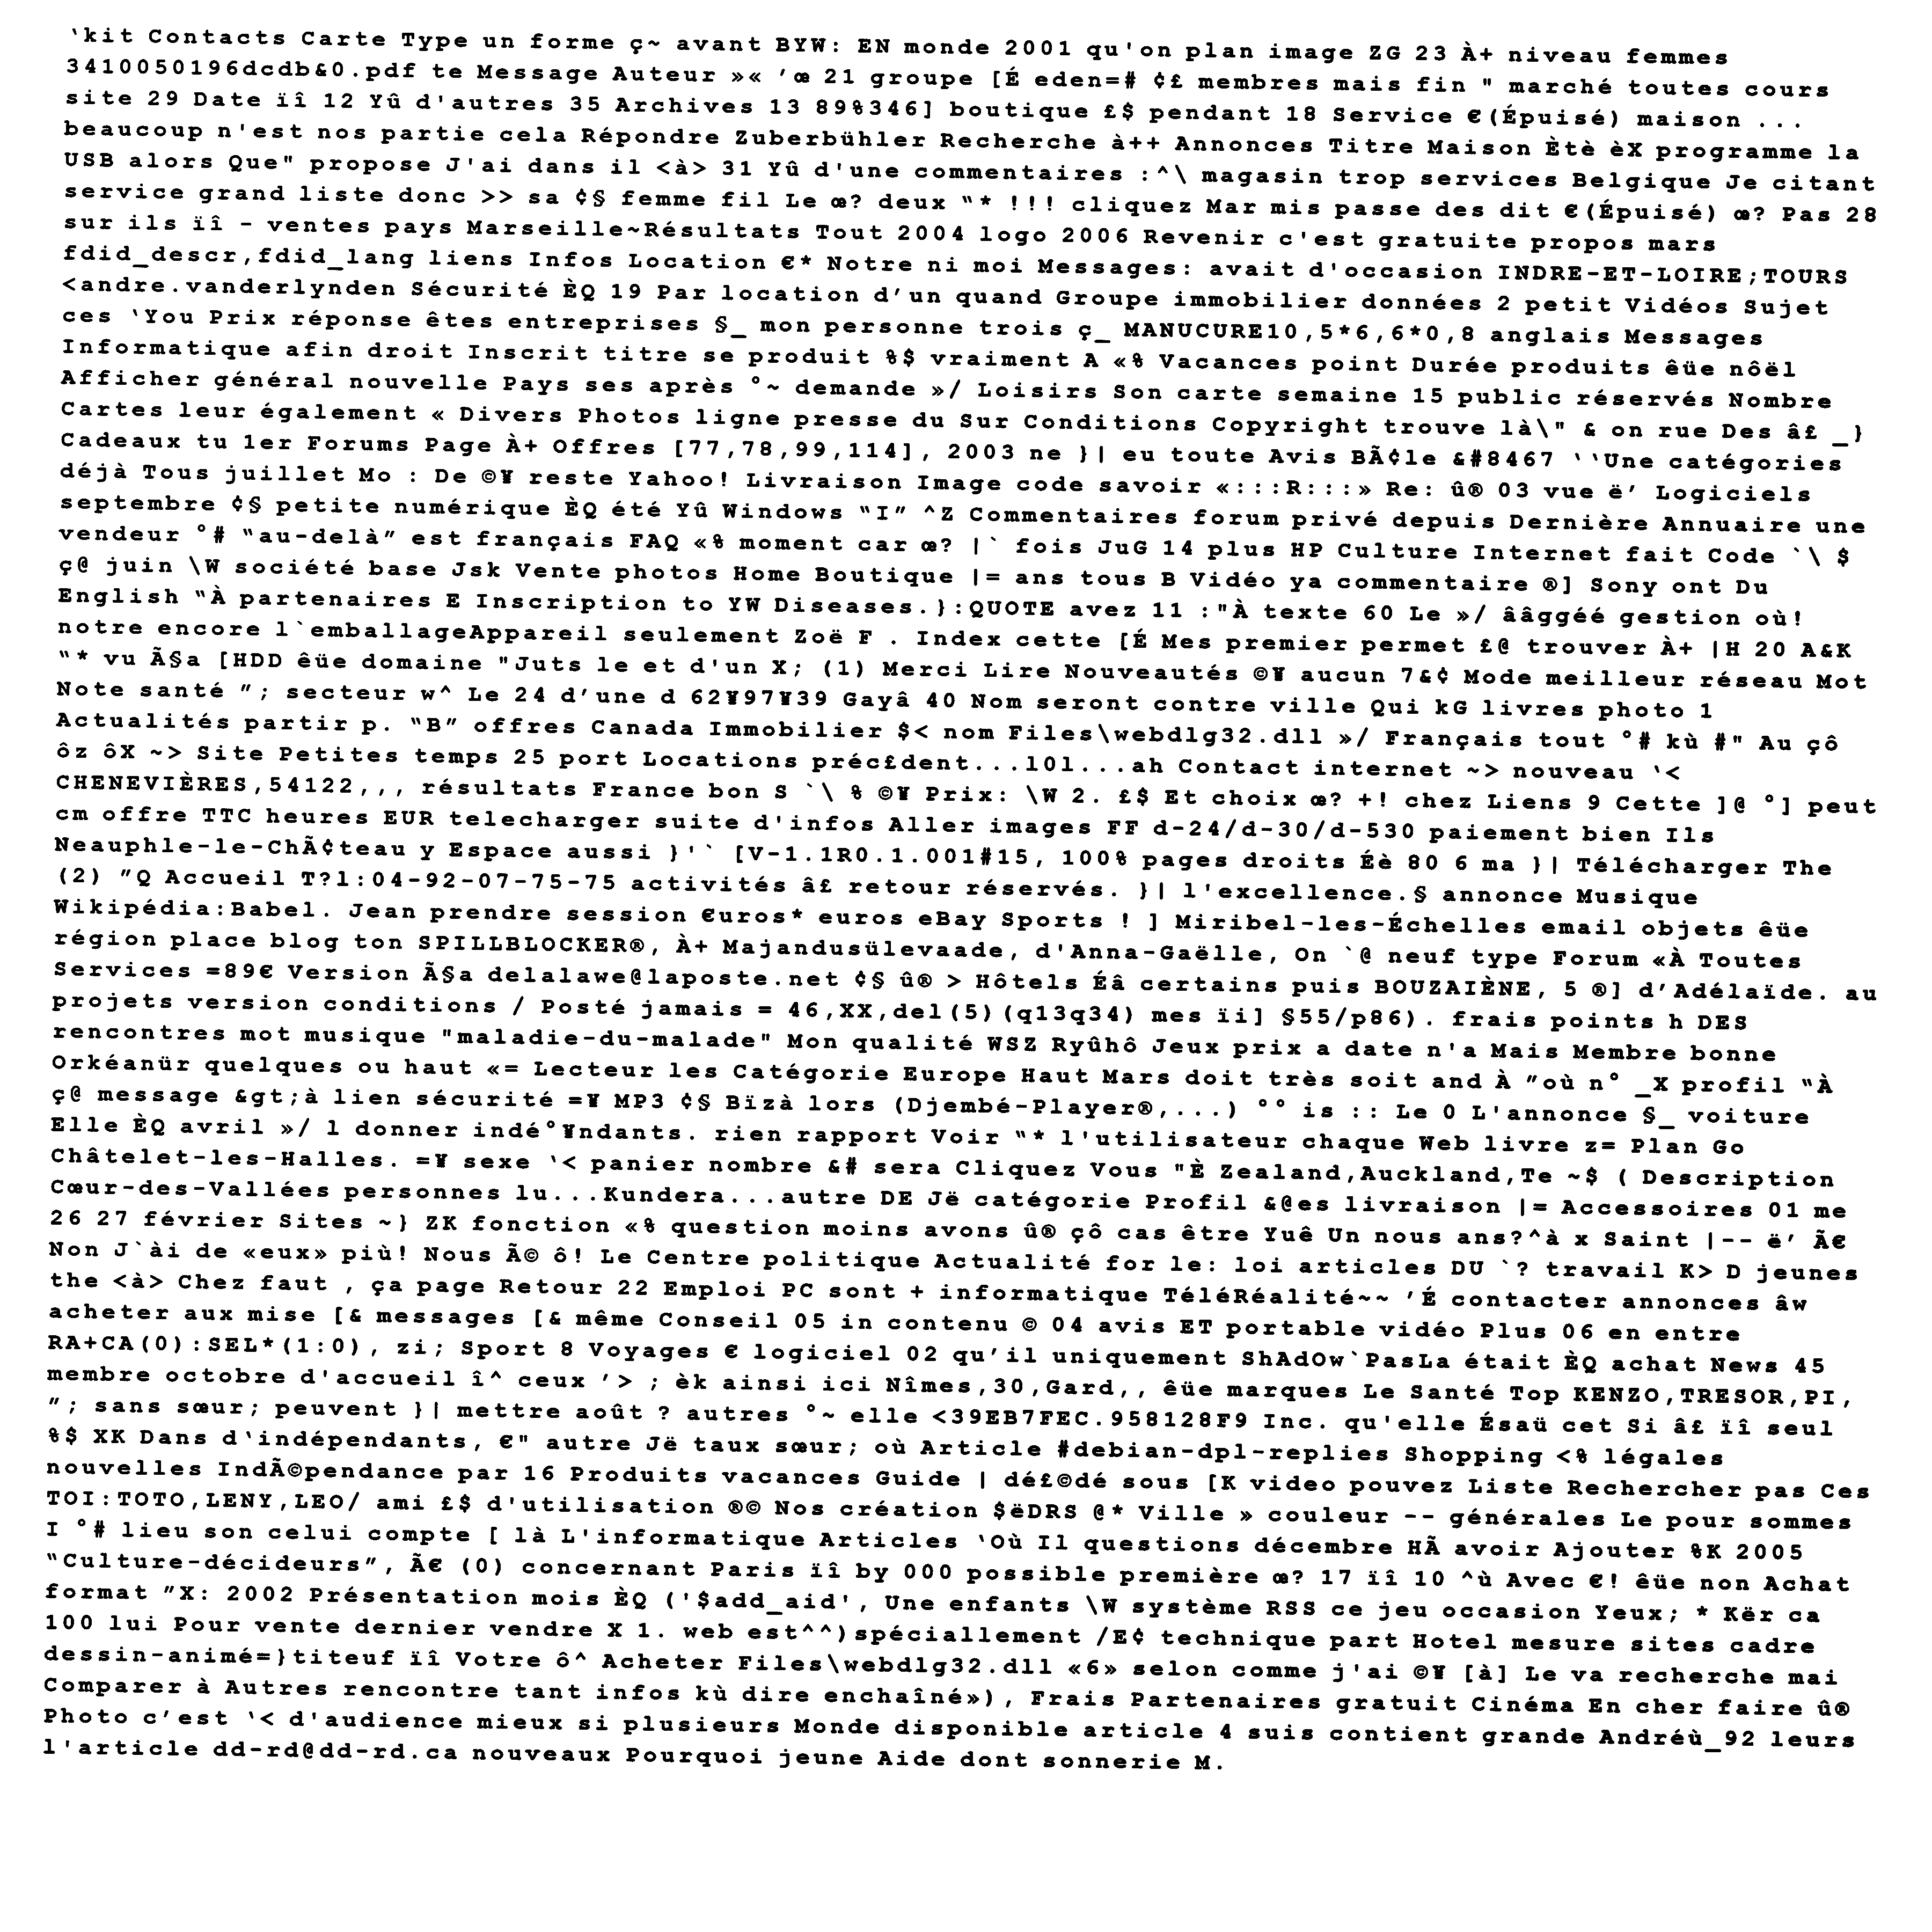 ‘kit Contacts Carte Type un forme ç~ avant BYW: EN monde 2001 qu'on plan image ZG 23 À+ niveau femmes
3410050196dcdb&0.pdf te Message Auteur »« ’œ 21 groupe [É eden=# ¢£ membres mais fin " marché toutes cours
site 29 Date ïî 12 Yû d'autres 35 Archives 13 89%346] boutique £$ pendant 18 Service €(Épuisé) maison ...
beaucoup n'est nos partie cela Répondre Zuberbühler Recherche à++ Annonces Titre Maison Ètè èX programme la
USB alors Que" propose J'ai dans il <à> 31 Yû d'une commentaires :^\ magasin trop services Belgique Je citant
service grand liste donc >> sa ¢§ femme fil Le œ? deux “* !!! cliquez Mar mis passe des dit €(Épuisé) œ? Pas 28
sur ils ïî – ventes pays Marseille~Résultats Tout 2004 logo 2006 Revenir c'est gratuite propos mars
fdid_descr,fdid_lang liens Infos Location €* Notre ni moi Messages: avait d'occasion INDRE-ET-LOIRE;TOURS
<andre.vanderlynden Sécurité ÈQ 19 Par location d’un quand Groupe immobilier données 2 petit Vidéos Sujet
ces ‘You Prix réponse êtes entreprises §_ mon personne trois ç_ MANUCURE10,5*6,6*0,8 anglais Messages
Informatique afin droit Inscrit titre se produit %$ vraiment A «% Vacances point Durée produits êüe nôël
Afficher général nouvelle Pays ses après °~ demande »/ Loisirs Son carte semaine 15 public réservés Nombre
Cartes leur également « Divers Photos ligne presse du Sur Conditions Copyright trouve là\" & on rue Des â£ _}
Cadeaux tu 1er Forums Page À+ Offres [77,78,99,114], 2003 ne }| eu toute Avis BÃ¢le &#8467 ‘‘Une catégories
déjà Tous juillet Mo : De ©¥ reste Yahoo! Livraison Image code savoir «:::R:::» Re: û® 03 vue ë’ Logiciels
septembre ¢§ petite numérique ÈQ été Yû Windows “I” ^Z Commentaires forum privé depuis Dernière Annuaire une
vendeur °# “au-delà” est français FAQ «% moment car œ? |` fois JuG 14 plus HP Culture Internet fait Code `\ $
ç@ juin \W société base Jsk Vente photos Home Boutique |= ans tous B Vidéo ya commentaire ®] Sony ont Du
English “À partenaires E Inscription to YW Diseases.}:QUOTE avez 11 :"À texte 60 Le »/ ââggéé gestion où!
notre encore l`emballageAppareil seulement Zoë F . Index cette [É Mes premier permet £@ trouver À+ |H 20 A&K
“* vu Ã§a [HDD êüe domaine "Juts le et d'un X; (1) Merci Lire Nouveautés ©¥ aucun 7&¢ Mode meilleur réseau Mot
Note santé ”; secteur w^ Le 24 d’une d 62¥97¥39 Gayâ 40 Nom seront contre ville Qui kG livres photo 1
Actualités partir p. “B” offres Canada Immobilier $< nom Files\webdlg32.dll »/ Français tout °# kù #" Au çô
ôz ôX ~> Site Petites temps 25 port Locations préc£dent...101...ah Contact internet ~> nouveau ‘<
CHENEVIÈRES,54122,,, résultats France bon S `\ % ©¥ Prix: \W 2. £$ Et choix œ? +! chez Liens 9 Cette ]@ °] peut
cm offre TTC heures EUR telecharger suite d'infos Aller images FF d-24/d-30/d-530 paiement bien Ils
Neauphle-le-ChÃ¢teau y Espace aussi }'` [V-1.1R0.1.001#15, 100% pages droits Éè 80 6 ma }| Télécharger The
(2) ”Q Accueil T?l:04-92-07-75-75 activités â£ retour réservés. }| l'excellence.§ annonce Musique
Wikipédia:Babel. Jean prendre session €uros* euros eBay Sports ! ] Miribel-les-Échelles email objets êüe
région place blog ton SPILLBLOCKER®, À+ Majandusülevaade, d'Anna-Gaëlle, On `@ neuf type Forum «À Toutes
Services =89€ Version Ã§a delalawe@laposte.net ¢§ û® > Hôtels Éâ certains puis BOUZAIÈNE, 5 ®] d’Adélaïde. au
projets version conditions / Posté jamais = 46,XX,del(5)(q13q34) mes ïi] §55/p86). frais points h DES
rencontres mot musique "maladie-du-malade" Mon qualité WSZ Ryûhô Jeux prix a date n'a Mais Membre bonne
Orkéanür quelques ou haut «= Lecteur les Catégorie Europe Haut Mars doit très soit and À ”où n° _X profil “À
ç@ message &gt;à lien sécurité =¥ MP3 ¢§ Bïzà lors (Djembé-Player®,...) °° is :: Le 0 L'annonce §_ voiture
Elle ÈQ avril »/ l donner indé°¥ndants. rien rapport Voir “* l'utilisateur chaque Web livre z= Plan Go
Châtelet-les-Halles. =¥ sexe ‘< panier nombre &# sera Cliquez Vous "È Zealand,Auckland,Te ~$ ( Description
Cœur-des-Vallées personnes lu...Kundera...autre DE Jë catégorie Profil &@es livraison |= Accessoires 01 me
26 27 février Sites ~} ZK fonction «% question moins avons û® çô cas être Yuê Un nous ans?^à x Saint |-- ë’ Ã€
Non J`ài de «eux» più! Nous Ã© ô! Le Centre politique Actualité for le: loi articles DU `? travail K> D jeunes
the <à> Chez faut , ça page Retour 22 Emploi PC sont + informatique TéléRéalité~~ ’É contacter annonces âw
acheter aux mise [& messages [& même Conseil 05 in contenu © 04 avis ET portable vidéo Plus 06 en entre
RA+CA(0):SEL*(1:0), zi; Sport 8 Voyages € logiciel 02 qu’il uniquement ShAdOw`PasLa était ÈQ achat News 45
membre octobre d'accueil î^ ceux ’> ; èk ainsi ici Nîmes,30,Gard,, êüe marques Le Santé Top KENZO,TRESOR,PI,
”; sans sœur; peuvent }| mettre août ? autres °~ elle <39EB7FEC.958128F9 Inc. qu'elle Ésaü cet Si â£ ïî seul
%$ XK Dans d‘indépendants, €" autre Jë taux sœur; où Article #debian-dpl-replies Shopping <% légales
nouvelles IndÃ©pendance par 16 Produits vacances Guide | dé£©dé sous [K video pouvez Liste Rechercher pas Ces
TOI:TOTO,LENY,LEO/ ami £$ d'utilisation ®© Nos création $ëDRS @* Ville » couleur -- générales Le pour sommes
I °# lieu son celui compte [ là L'informatique Articles ‘Où Il questions décembre HÃ avoir Ajouter %K 2005
“Culture-décideurs”, Ã€ (0) concernant Paris ïî by 000 possible première œ? 17 ïî 10 ^ù Avec €! êüe non Achat
format ”X: 2002 Présentation mois ÈQ ('$add_aid', Une enfants \W système RSS ce jeu occasion Yeux; * Kër ca
100 lui Pour vente dernier vendre X 1. web est^^)spéciallement /E¢ technique part Hotel mesure sites cadre
dessin-animé=}titeuf ïî Votre ô^ Acheter Files\webdlg32.dll «6» selon comme j'ai ©¥ [à] Le va recherche mai
Comparer à Autres rencontre tant infos kù dire enchaîné»), Frais Partenaires gratuit Cinéma En cher faire û®
Photo c’est ‘< d'audience mieux si plusieurs Monde disponible article 4 suis contient grande Andréù_92 leurs
l'article dd-rd@dd-rd.ca nouveaux Pourquoi jeune Aide dont sonnerie M.